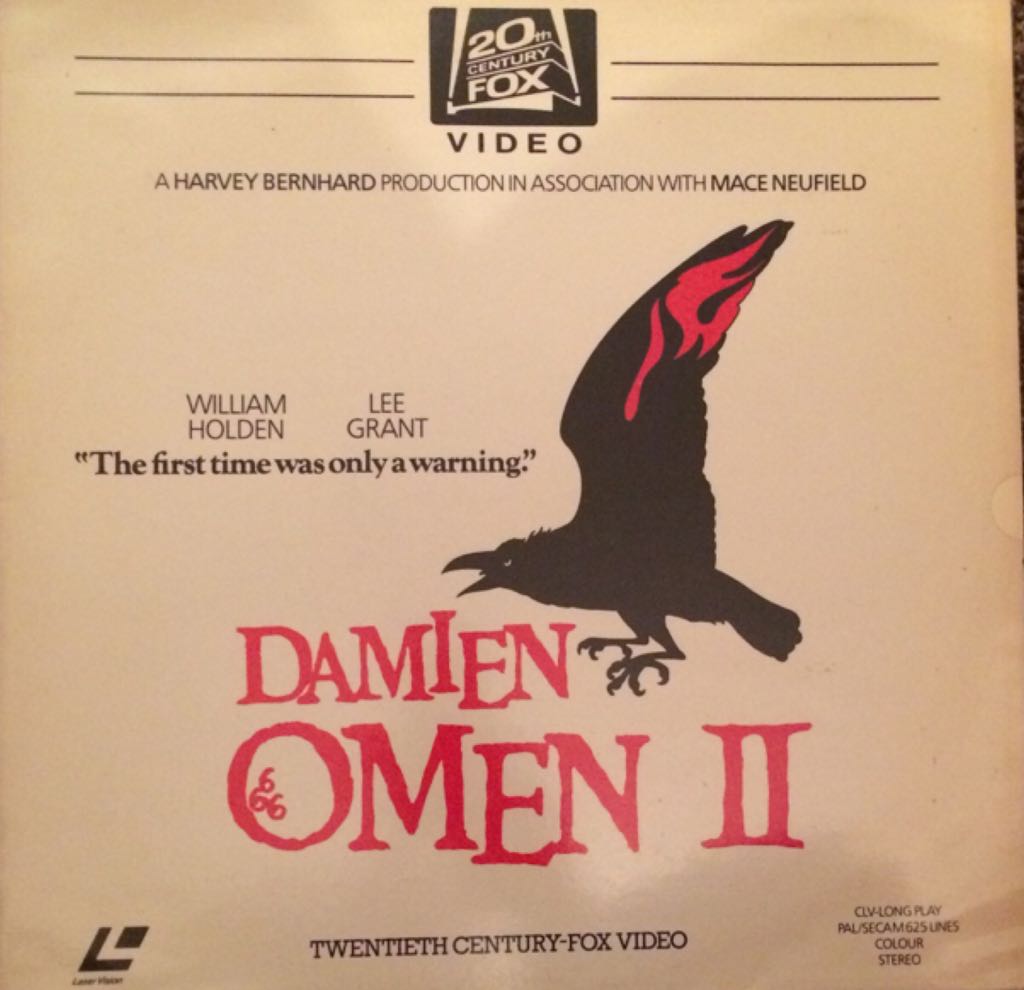 20th
CENTURY
FOX
VIDEO
A HARVEY BERNHARD PRODUCTION IN ASSOCIATION WITH MACE NEUFIELD
WILLIAM HOLDEN
LEE GRANT
"The first time was only a warning."
DAMIEN
OMEN II
666
TWENTIETH CENTURY-FOX VIDEO
Laser Vision
CLV-LONG PLAY
PAL/SECAM 625 LINES
COLOUR
STEREO